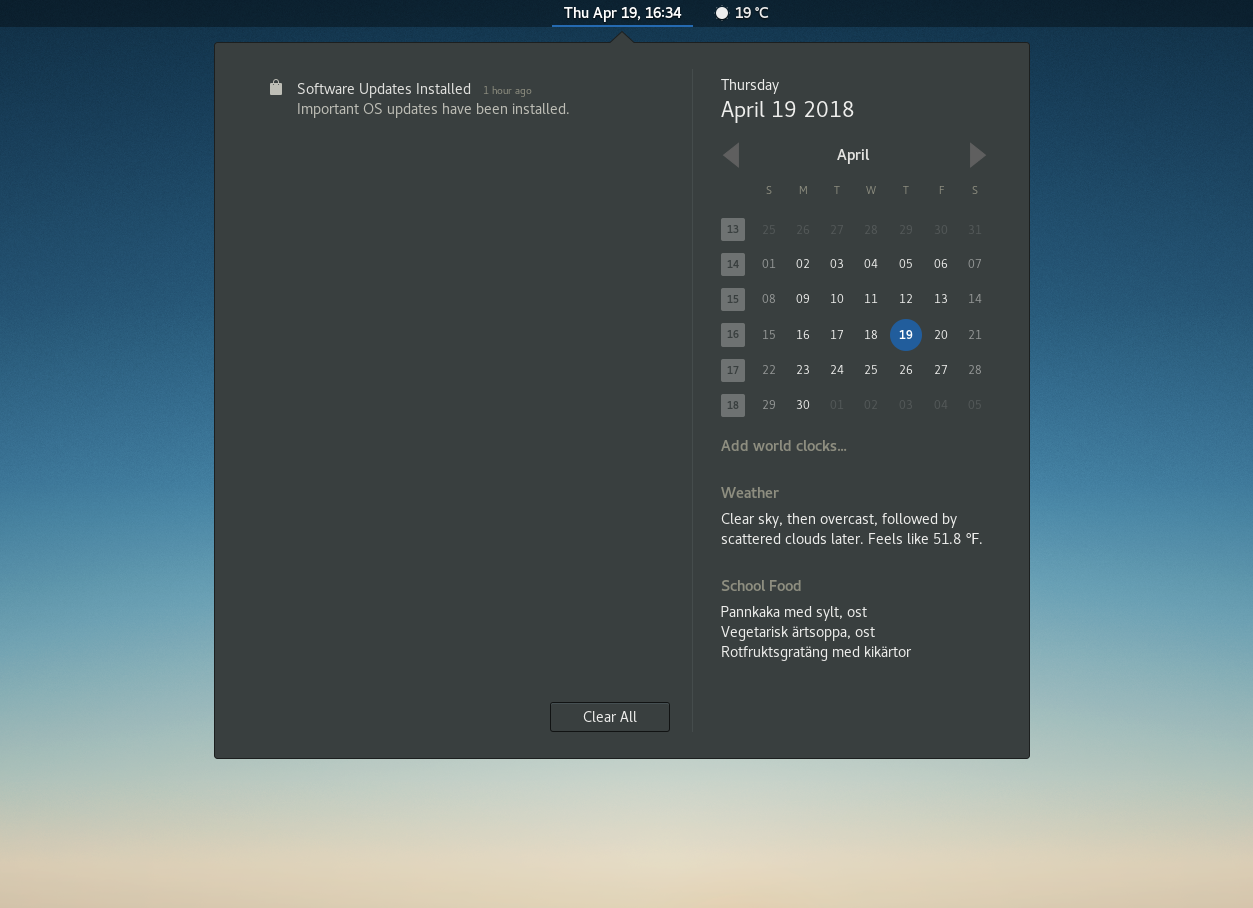 Thu Apr 19, 16:34
19 °C
Software Updates Installed 1 hour ago
Important OS updates have been installed.
Clear All
Thursday
April 19 2018
April
S M T W T F S
13 25 26 27 28 29 30 31
14 01 02 03 04 05 06 07
15 08 09 10 11 12 13 14
16 15 16 17 18 19 20 21
17 22 23 24 25 26 27 28
18 29 30 01 02 03 04 05
Add world clocks…
Weather
Clear sky, then overcast, followed by
scattered clouds later. Feels like 51.8 °F.
School Food
Pannkaka med sylt, ost
Vegetarisk ärtsoppa, ost
Rotfruktsgratäng med kikärtor